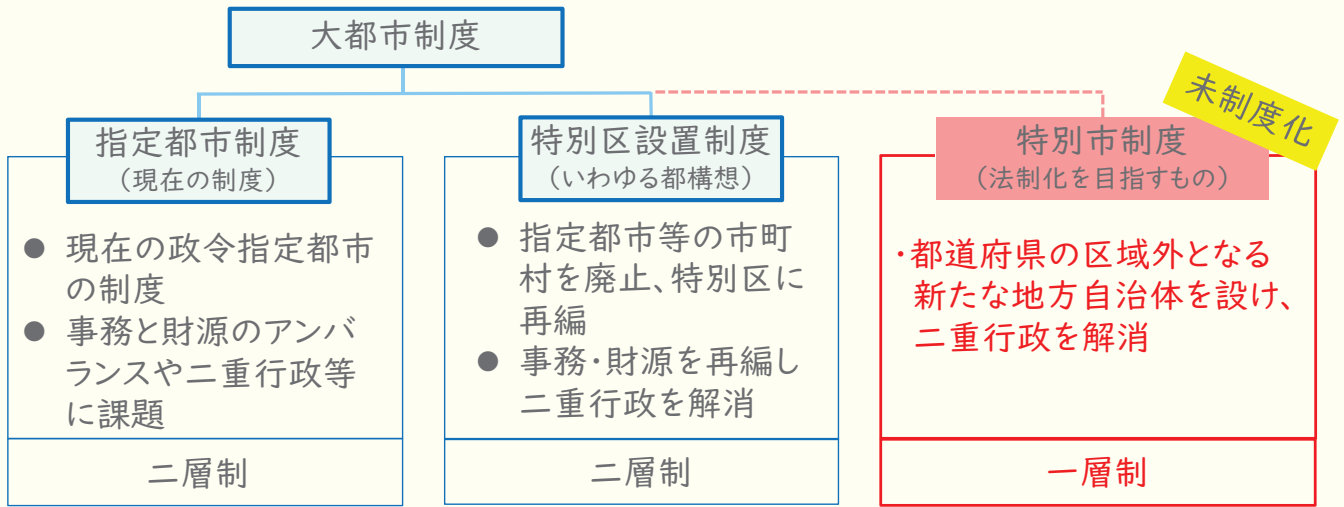 大都市制度
未制度化
指定都市制度
（現在の制度）
● 現在の政令指定都市
の制度
● 事務と財源のアンバ
ランスや二重行政等
に課題
二層制
特別区設置制度
（いわゆる都構想）
● 指定都市等の市町
村を廃止、特別区に
再編
● 事務・財源を再編し
二重行政を解消
二層制
特別市制度
（法制化を目指すもの）
・都道府県の区域外となる
新たな地方自治体を設け、
二重行政を解消
一層制